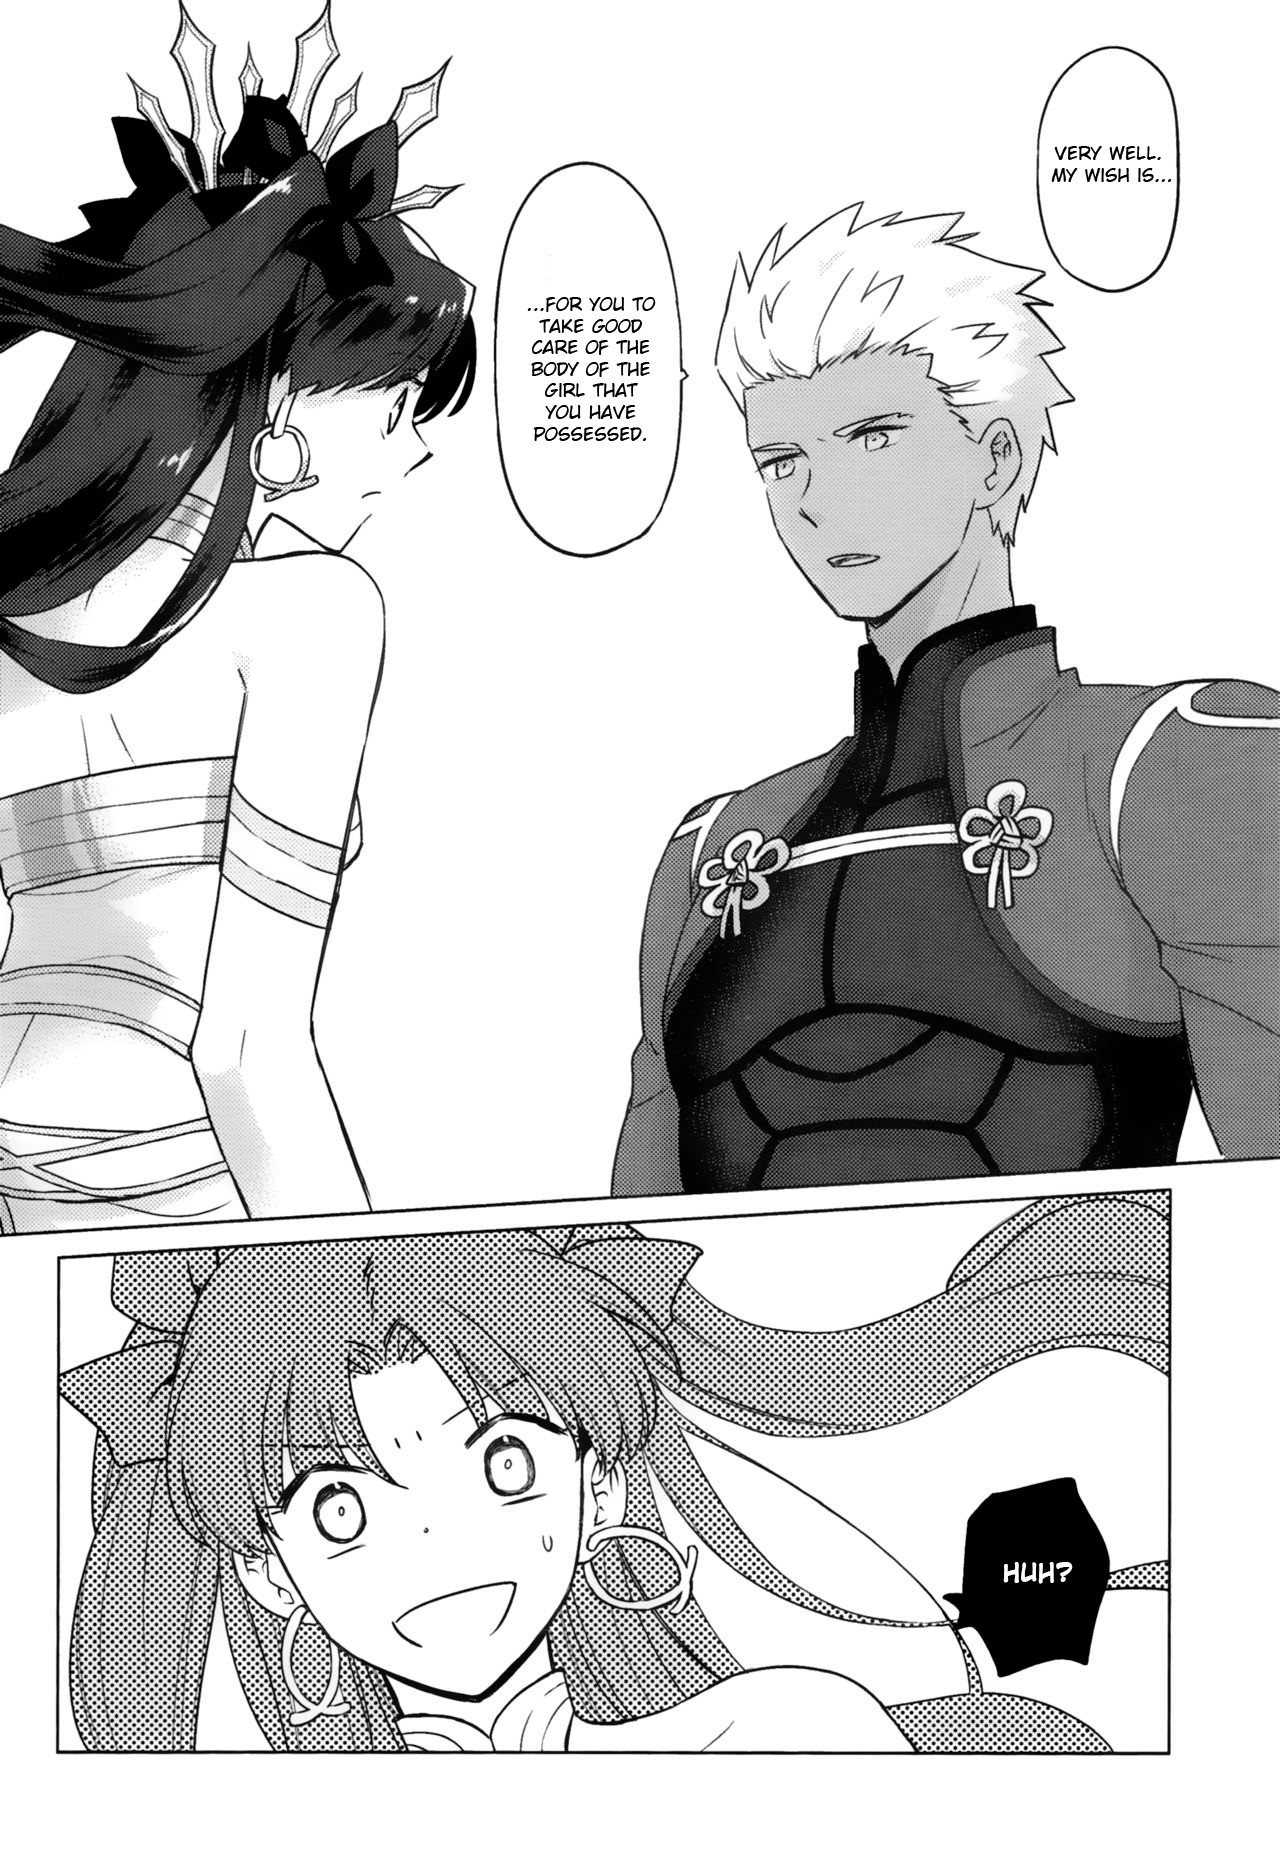 VERY WELL.
MY WISH IS...
...FOR YOU TO
TAKE GOOD
CARE OF THE
BODY OF THE
GIRL THAT
YOU HAVE
POSSESSED.
HUH?